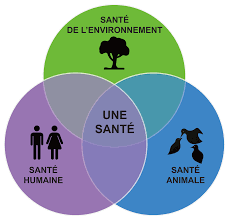 SANTÉ
DE L'ENVIRONNEMENT
UNE
SANTÉ
SANTÉ
HUMAINE
SANTÉ
ANIMALE